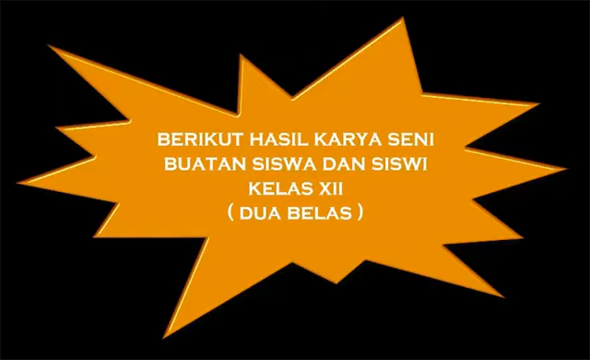 BERIKUT HASIL KARYA SENI
BUATAN SISWA DAN SISWI
KELAS XII
( DUA BELAS )